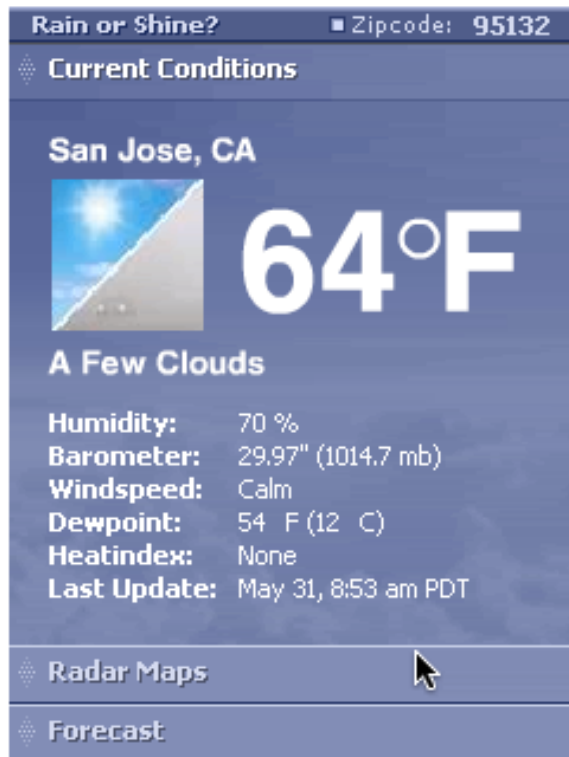 Rain or Shine? Zipcode: 95132
Current Conditions
San Jose, CA
64°F
A Few Clouds
Humidity: 70 %
Barometer: 29.97" (1014.7 mb)
Windspeed: Calm
Dewpoint: 54 F (12 C)
Heatindex: None
Last Update: May 31, 8:53 am PDT
Radar Maps
Forecast